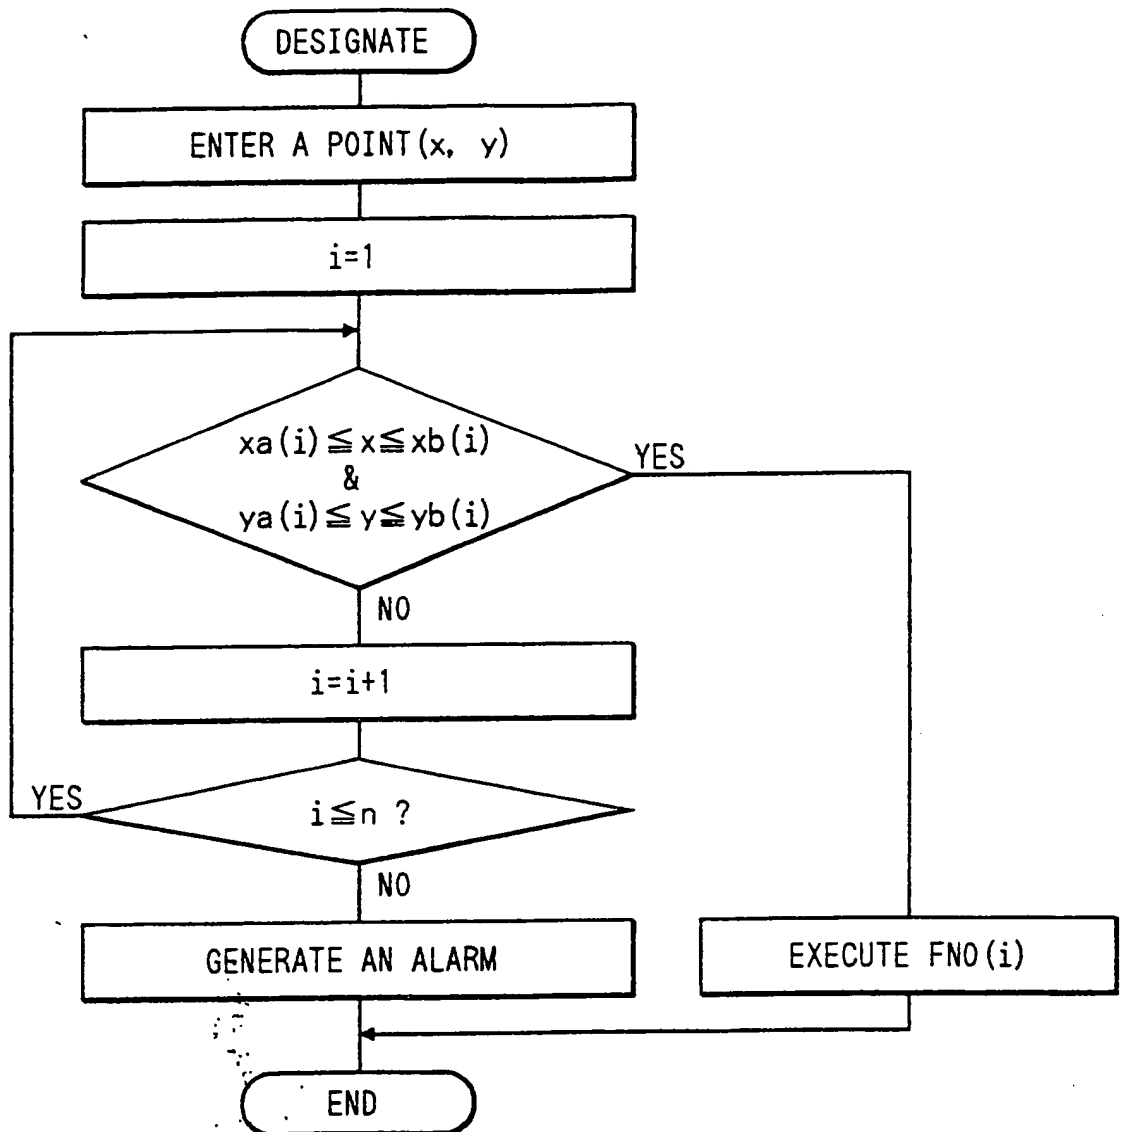 DESIGNATE
ENTER A POINT(x, y)
i=1
xa(i)≦x≦xb(i)
&
ya(i)≦y≦yb(i)
YES
NO
i=i+1
YES
i≦n ?
NO
GENERATE AN ALARM
EXECUTE FNO(i)
END